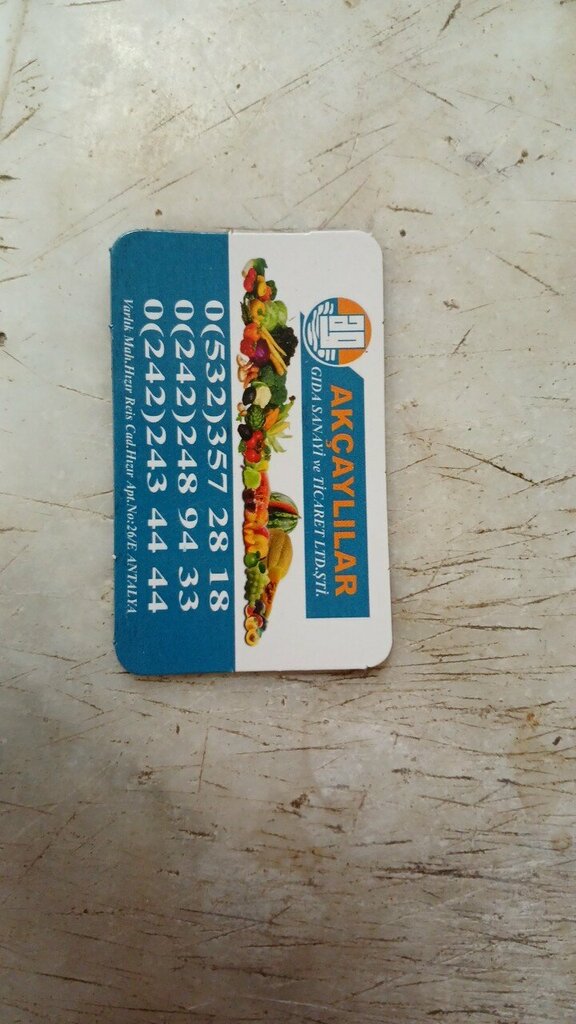 AKÇAYLILAR
GIDA SANAYİ ve TİCARET LTD.ŞTİ.
0(532)357 28 18
0(242)248 94 33
0(242)243 44 44
Varlık Mah.Hızır Reis Cad.Hızır Apt.No:26/E ANTALYA